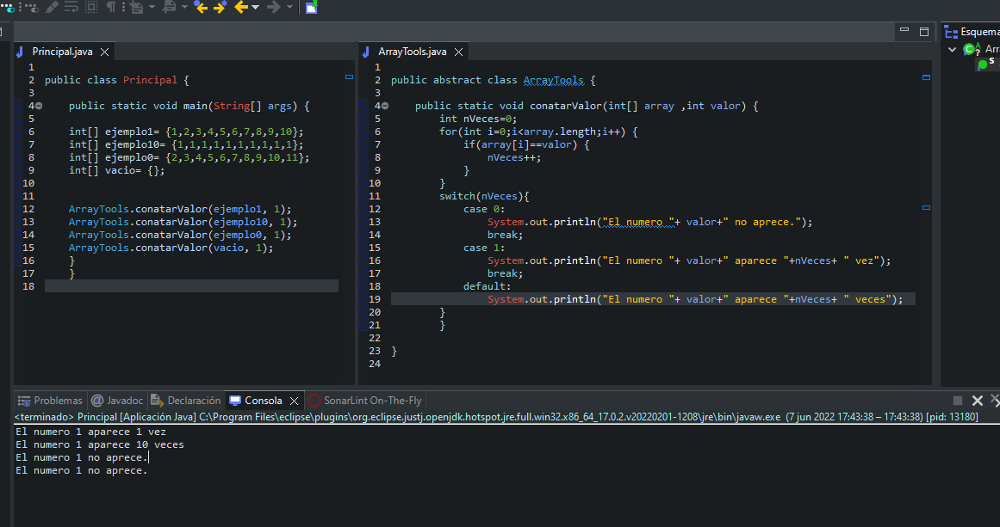 Principal.java
1
2 public class Principal {
3
4 public static void main(String[] args) {
5
6 int[] ejemplo1= {1,2,3,4,5,6,7,8,9,10};
7 int[] ejemplo10= {1,1,1,1,1,1,1,1,1,1};
8 int[] ejemplo0= {2,3,4,5,6,7,8,9,10,11};
9 int[] vacio= {};
10
11
12 ArrayTools.conatarValor(ejemplo1, 1);
13 ArrayTools.conatarValor(ejemplo10, 1);
14 ArrayTools.conatarValor(ejemplo0, 1);
15 ArrayTools.conatarValor(vacio, 1);
16 }
17 }
18
ArrayTools.java
1
2 public abstract class ArrayTools {
3
4 public static void conatarValor(int[] array ,int valor) {
5 int nVeces=0;
6 for(int i=0;i<array.length;i++) {
7 if(array[i]==valor) {
8 nVeces++;
9 }
10 }
11 switch(nVeces){
12 case 0:
13 System.out.println("El numero "+ valor+" no aprece.");
14 break;
15 case 1:
16 System.out.println("El numero "+ valor+" aparece "+nVeces+ " vez");
17 break;
18 default:
19 System.out.println("El numero "+ valor+" aparece "+nVeces+ " veces");
20 }
21 }
22
23 }
24
Esquema
Arr
S
Problemas @ Javadoc Declaración Consola SonarLint On-The-Fly
<terminado> Principal [Aplicación Java] C:\Program Files\eclipse\plugins\org.eclipse.justj.openjdk.hotspot.jre.full.win32.x86_64_17.0.2.v20220201-1208\jre\bin\javaw.exe (7 jun 2022 17:43:38 – 17:43:38) [pid: 13180]
El numero 1 aparece 1 vez
El numero 1 aparece 10 veces
El numero 1 no aprece.
El numero 1 no aprece.